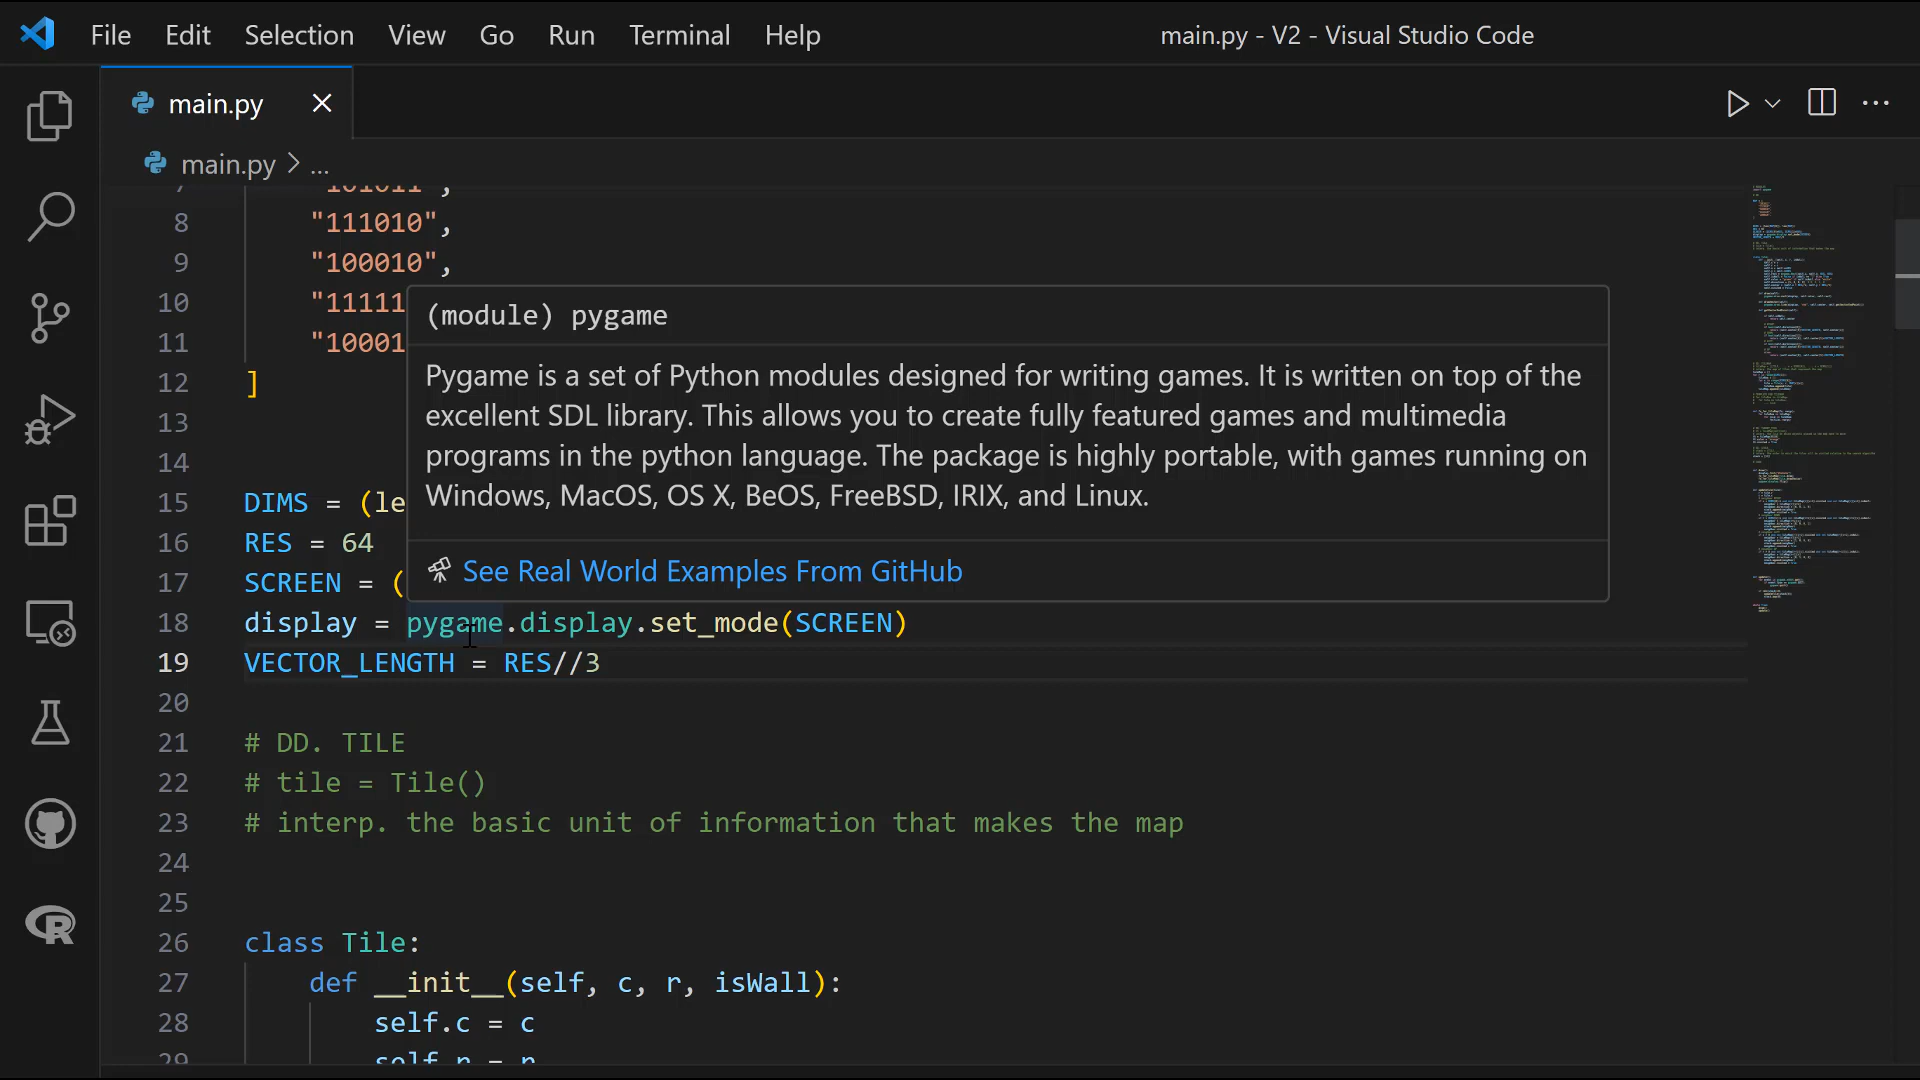 File Edit Selection View Go Run Terminal Help main.py - V2 - Visual Studio Code
main.py
main.py > ...
7 "101011",
8 "111010",
9 "100010",
10 "11111
11 "10001
12 ]
13
14
(module) pygame
Pygame is a set of Python modules designed for writing games. It is written on top of the
excellent SDL library. This allows you to create fully featured games and multimedia
programs in the python language. The package is highly portable, with games running on
Windows, MacOS, OS X, BeOS, FreeBSD, IRIX, and Linux.
See Real World Examples From GitHub
15 DIMS = (le
16 RES = 64
17 SCREEN = (
18 display = pygame.display.set_mode(SCREEN)
19 VECTOR_LENGTH = RES//3
20
21 # DD. TILE
22 # tile = Tile()
23 # interp. the basic unit of information that makes the map
24
25
26 class Tile:
27 def __init__(self, c, r, isWall):
28 self.c = c
29 self.r = r